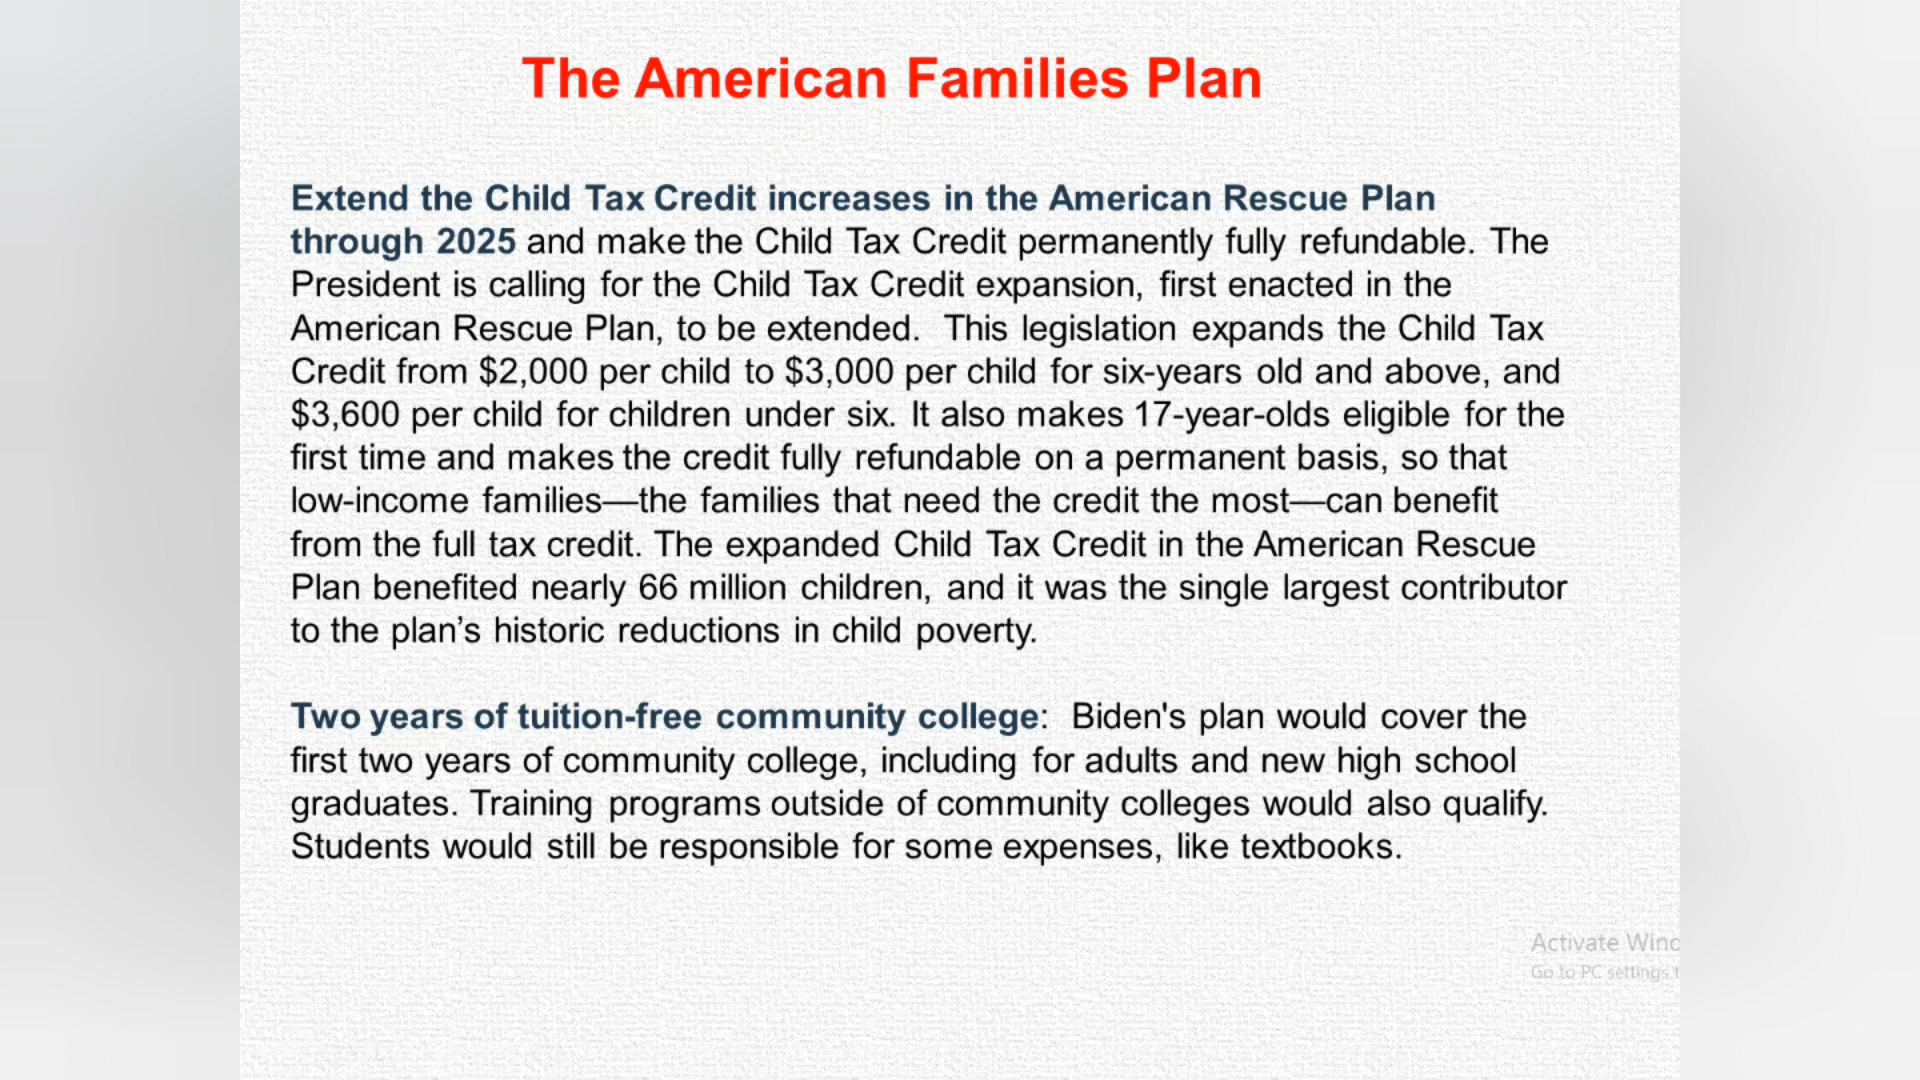 The American Families Plan
Extend the Child Tax Credit increases in the American Rescue Plan
through 2025 and make the Child Tax Credit permanently fully refundable. The
President is calling for the Child Tax Credit expansion, first enacted in the
American Rescue Plan, to be extended. This legislation expands the Child Tax
Credit from $2,000 per child to $3,000 per child for six-years old and above, and
$3,600 per child for children under six. It also makes 17-year-olds eligible for the
first time and makes the credit fully refundable on a permanent basis, so that
low-income families—the families that need the credit the most—can benefit
from the full tax credit. The expanded Child Tax Credit in the American Rescue
Plan benefited nearly 66 million children, and it was the single largest contributor
to the plan’s historic reductions in child poverty.
Two years of tuition-free community college: Biden's plan would cover the
first two years of community college, including for adults and new high school
graduates. Training programs outside of community colleges would also qualify.
Students would still be responsible for some expenses, like textbooks.
Activate Wind
Go to PC settings t